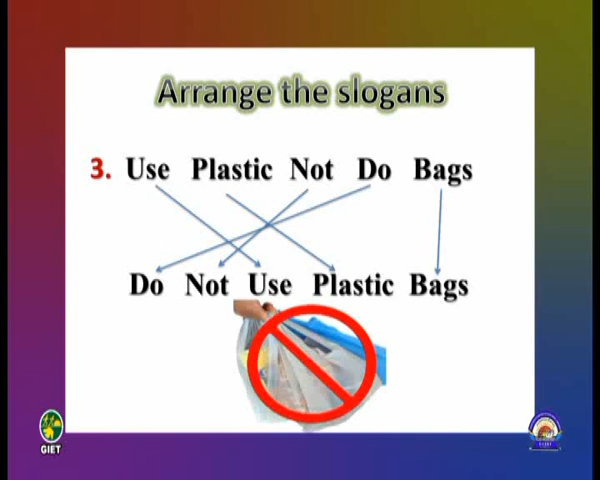 Arrange the slogans
3. Use Plastic Not Do Bags
Do Not Use Plastic Bags
GIET